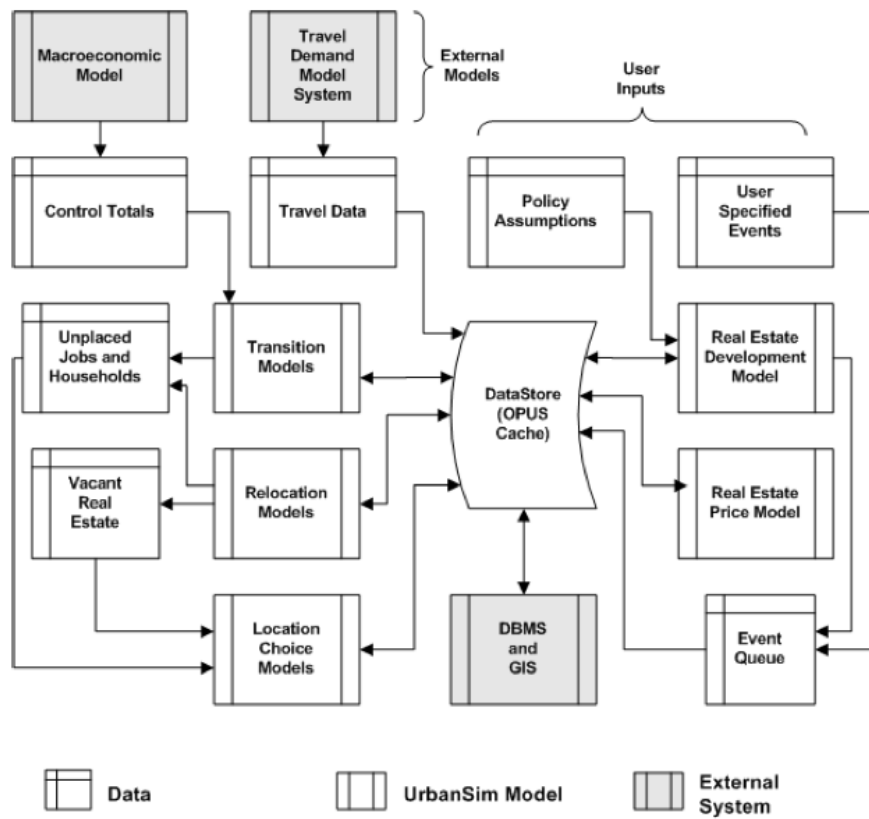 Macroeconomic
Model
Travel
Demand
Model
System
External
Models
User
Inputs
Control Totals
Travel Data
Policy
Assumptions
User
Specified
Events
Unplaced
Jobs and
Households
Transition
Models
DataStore
(OPUS
Cache)
Real Estate
Development
Model
Vacant
Real
Estate
Relocation
Models
Real Estate
Price Model
Location
Choice
Models
DBMS
and
GIS
Event
Queue
Data
UrbanSim Model
External
System